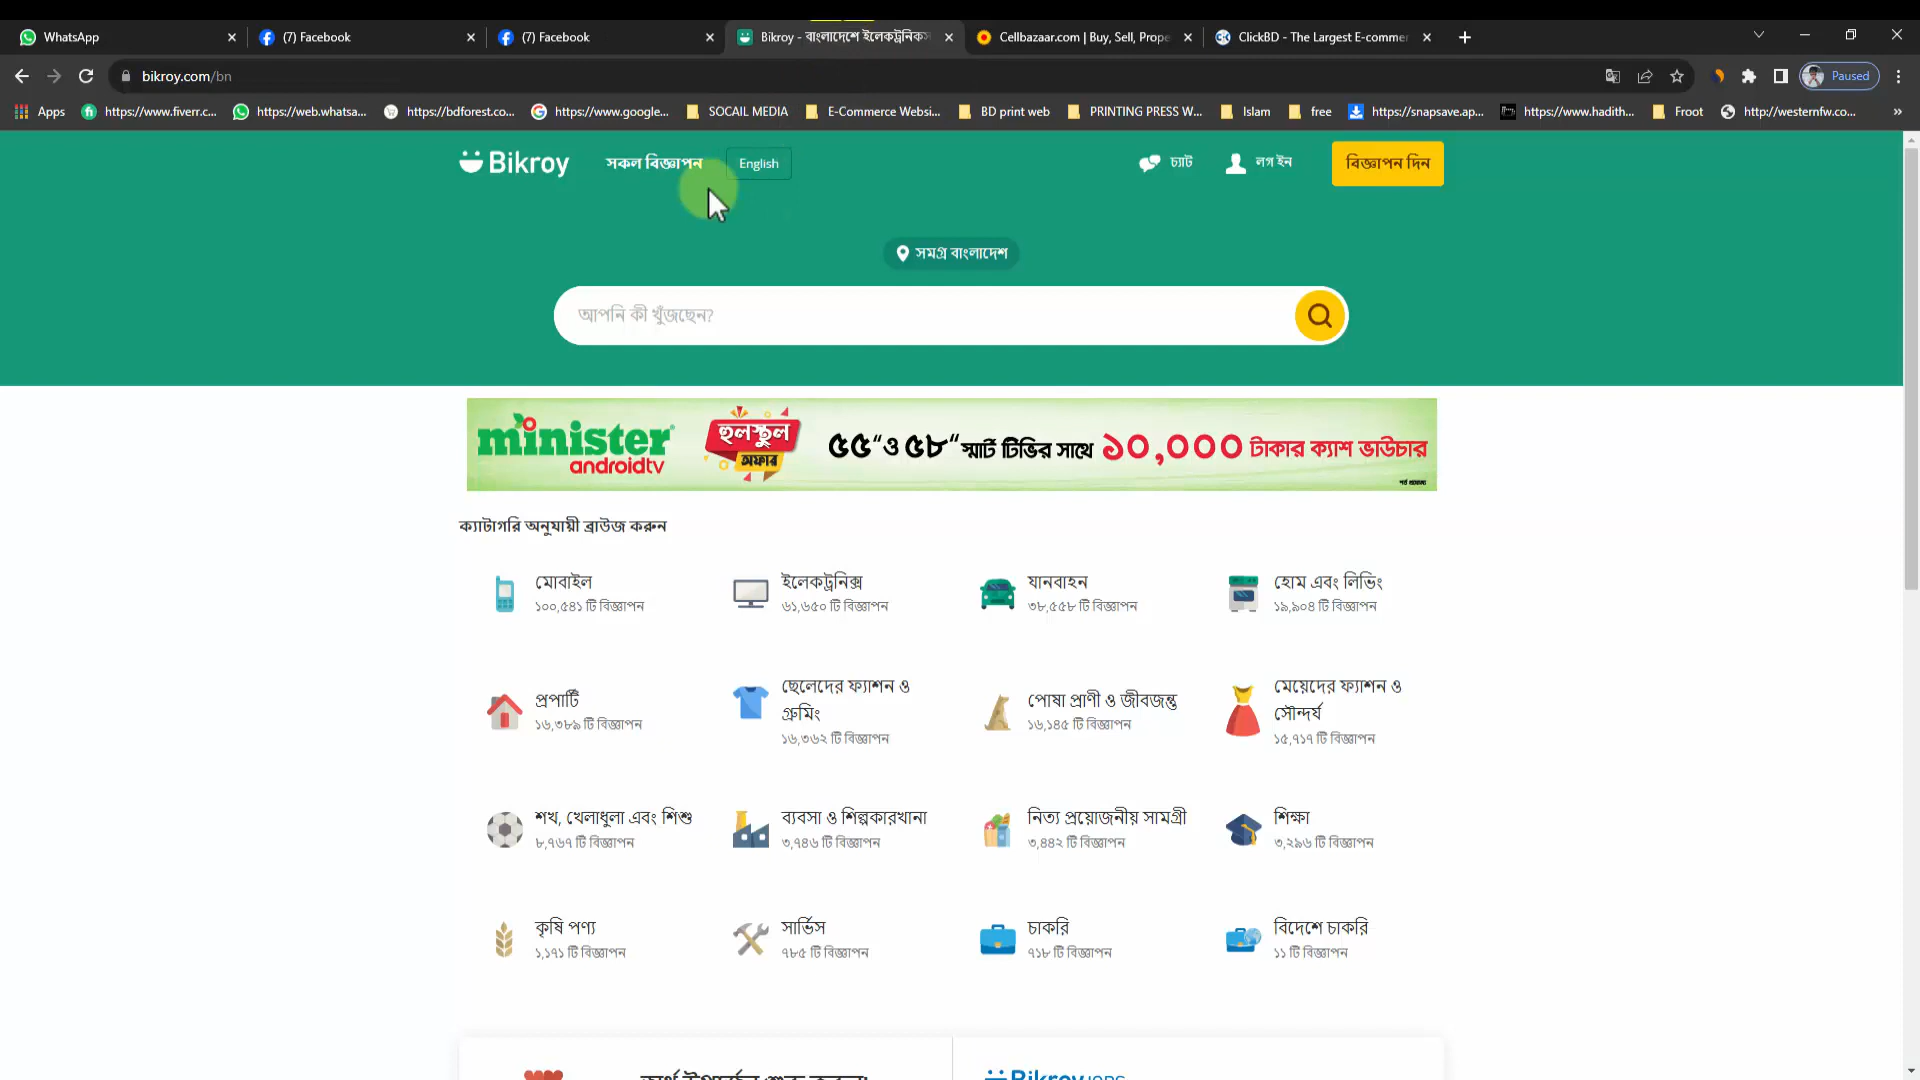 WhatsApp
(7) Facebook
(7) Facebook
Bikroy - বাংলাদেশে ইলেকট্রনিকস
Cellbazaar.com | Buy, Sell, Prope
ClickBD - The Largest E-comme
bikroy.com/bn
Paused
Apps
https://www.fiverr.c...
https://web.whatsa...
https://bdforest.co...
https://www.google...
SOCAIL MEDIA
E-Commerce Websi...
BD print web
PRINTING PRESS W...
Islam
free
https://snapsave.ap...
https://www.hadith...
Froot
http://westernfw.co...
Bikroy
সকল বিজ্ঞাপন
English
চ্যাট
লগ ইন
বিজ্ঞাপন দিন
সমগ্র বাংলাদেশ
আপনি কী খুঁজছেন?
minister
androidtv
হুলস্থুল
অফার
৫৫“ও ৫৮“ স্মার্ট টিভির সাথে ১০,০০০ টাকার ক্যাশ ভাউচার
ক্যাটাগরি অনুযায়ী ব্রাউজ করুন
মোবাইল
১০০,৫৪১ টি বিজ্ঞাপন
ইলেকট্রনিক্স
৬১,৬৫০ টি বিজ্ঞাপন
যানবাহন
৩৮,৫৫৮ টি বিজ্ঞাপন
হোম এবং লিভিং
১৯,৯০৪ টি বিজ্ঞাপন
প্রপার্টি
১৬,৩৮৯ টি বিজ্ঞাপন
ছেলেদের ফ্যাশন ও
গ্রুমিং
১৬,৩৬২ টি বিজ্ঞাপন
পোষা প্রাণী ও জীবজন্তু
১৬,১৪৫ টি বিজ্ঞাপন
মেয়েদের ফ্যাশন ও
সৌন্দর্য
১৫,৭১৭ টি বিজ্ঞাপন
শখ, খেলাধুলা এবং শিশু
৮,৭৬৭ টি বিজ্ঞাপন
ব্যবসা ও শিল্পকারখানা
৩,৭৪৬ টি বিজ্ঞাপন
নিত্য প্রয়োজনীয় সামগ্রী
৩,৪৪২ টি বিজ্ঞাপন
শিক্ষা
৩,২৯৬ টি বিজ্ঞাপন
কৃষি পণ্য
১,১৭১ টি বিজ্ঞাপন
সার্ভিস
৭৮৫ টি বিজ্ঞাপন
চাকরি
৭১৮ টি বিজ্ঞাপন
বিদেশে চাকরি
১১ টি বিজ্ঞাপন